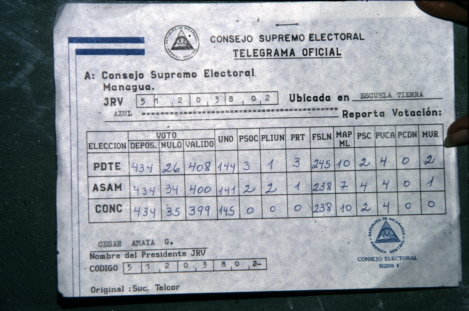 CONSEJO SUPREMO ELECTORAL
TELEGRAMA OFICIAL
A: Consejo Supremo Electoral
Managua.
JRV 5 1 2 0 3 8 0 2 Ubicada en ESCUELA TIERRA
AZUL Reporta Votación:
ELECCION VOTO DEPOS. NULO VALIDO UNO PSOC PLIUN PRT FSLN MAP ML PSC PUCA PCDN MUR
PDTE 434 26 408 144 3 1 3 245 10 2 4 0 2
ASAM 434 34 400 141 2 2 1 238 7 4 4 0 1
CONC 434 35 399 145 0 0 0 238 10 2 4 0 0
CESAR AMAYA G.
Nombre del Presidente JRV
CODIGO 5 1 2 0 3 8 0 2
CONSEJO ELECTORAL
REGION V
Original : Suc. Telcor